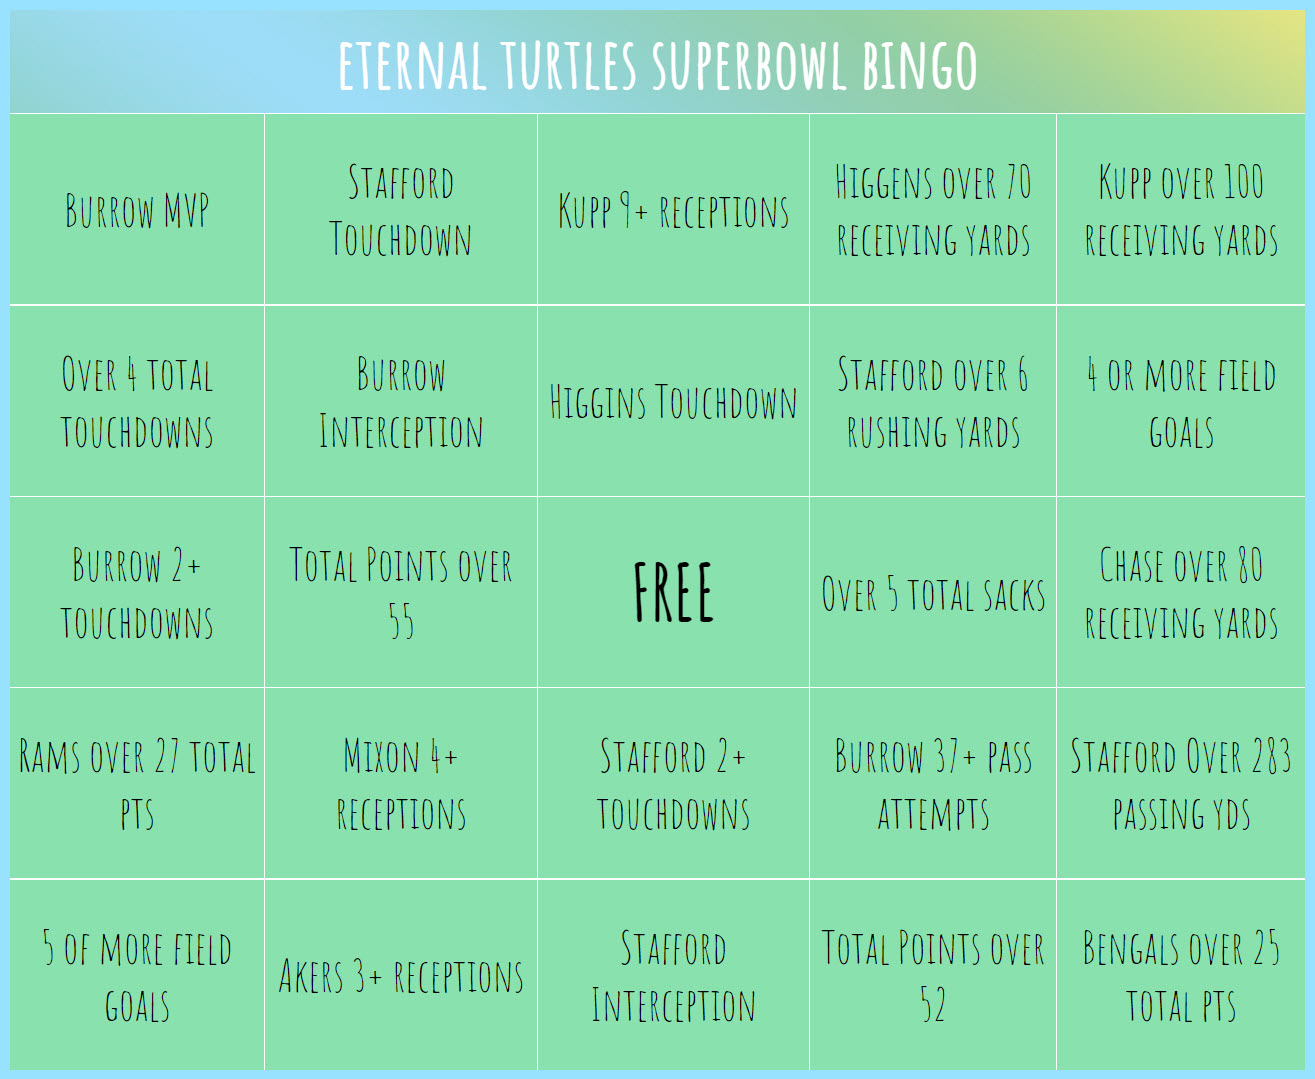 ETERNAL TURTLES SUPERBOWL BINGO
Burrow MVP
Stafford
Touchdown
Kupp 9+ receptions
Higgens over 70
receiving yards
Kupp over 100
receiving yards
Over 4 total
touchdowns
Burrow
Interception
Higgins Touchdown
Stafford over 6
rushing yards
4 or more field
goals
Burrow 2+
touchdowns
Total Points over
55
FREE
Over 5 total sacks
Chase over 80
receiving yards
Rams over 27 total
pts
Mixon 4+
receptions
Stafford 2+
touchdowns
Burrow 37+ pass
attempts
Stafford Over 283
passing yds
5 of more field
goals
Akers 3+ receptions
Stafford
Interception
Total Points over
52
Bengals over 25
total pts